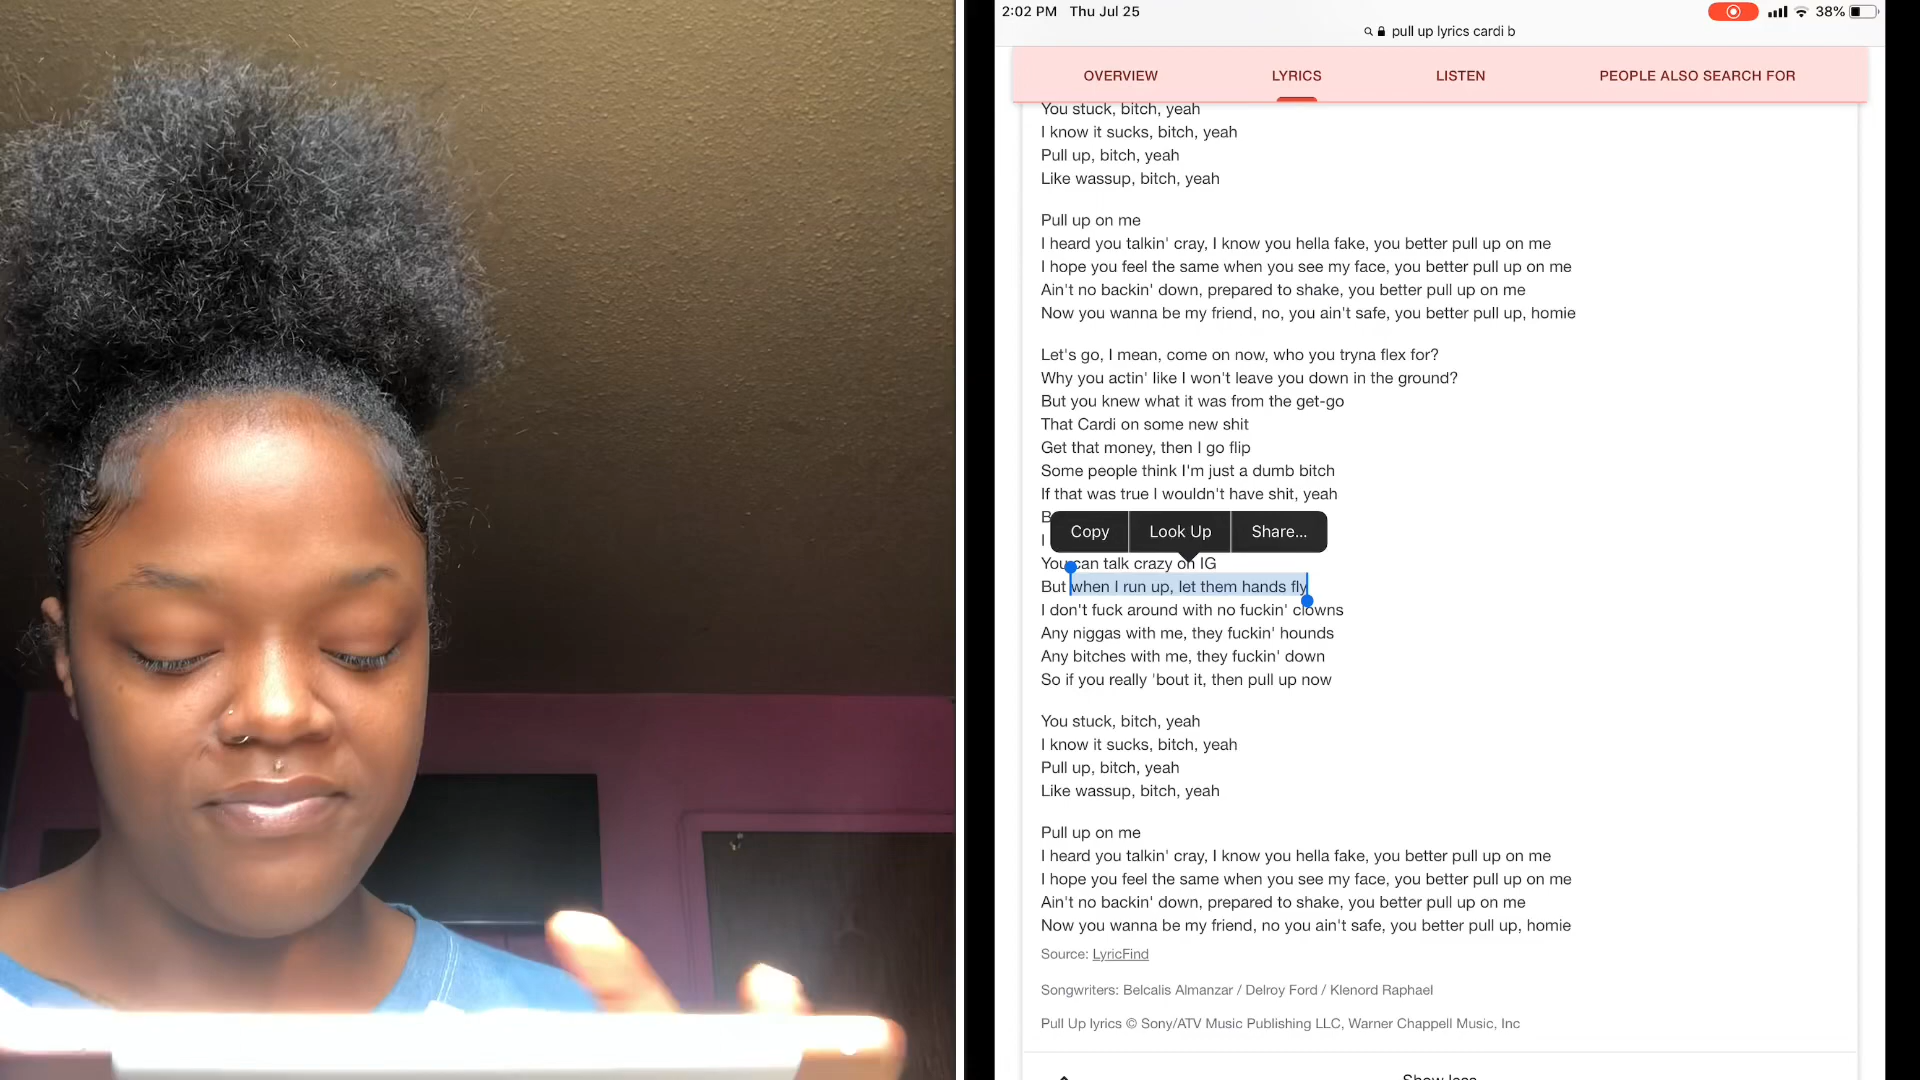 2:02 PM Thu Jul 25
38%
pull up lyrics cardi b
OVERVIEW LYRICS LISTEN PEOPLE ALSO SEARCH FOR
You stuck, bitch, yeah
I know it sucks, bitch, yeah
Pull up, bitch, yeah
Like wassup, bitch, yeah
Pull up on me
I heard you talkin' cray, I know you hella fake, you better pull up on me
I hope you feel the same when you see my face, you better pull up on me
Ain't no backin' down, prepared to shake, you better pull up on me
Now you wanna be my friend, no, you ain't safe, you better pull up, homie
Let's go, I mean, come on now, who you tryna flex for?
Why you actin' like I won't leave you down in the ground?
But you knew what it was from the get-go
That Cardi on some new shit
Get that money, then I go flip
Some people think I'm just a dumb bitch
If that was true I wouldn't have shit, yeah
B
Copy Look Up Share...
I
You can talk crazy on IG
But when I run up, let them hands fly
I don't fuck around with no fuckin' clowns
Any niggas with me, they fuckin' hounds
Any bitches with me, they fuckin' down
So if you really 'bout it, then pull up now
You stuck, bitch, yeah
I know it sucks, bitch, yeah
Pull up, bitch, yeah
Like wassup, bitch, yeah
Pull up on me
I heard you talkin' cray, I know you hella fake, you better pull up on me
I hope you feel the same when you see my face, you better pull up on me
Ain't no backin' down, prepared to shake, you better pull up on me
Now you wanna be my friend, no you ain't safe, you better pull up, homie
Source: LyricFind
Songwriters: Belcalis Almanzar / Delroy Ford / Klenord Raphael
Pull Up lyrics © Sony/ATV Music Publishing LLC, Warner Chappell Music, Inc
Show less